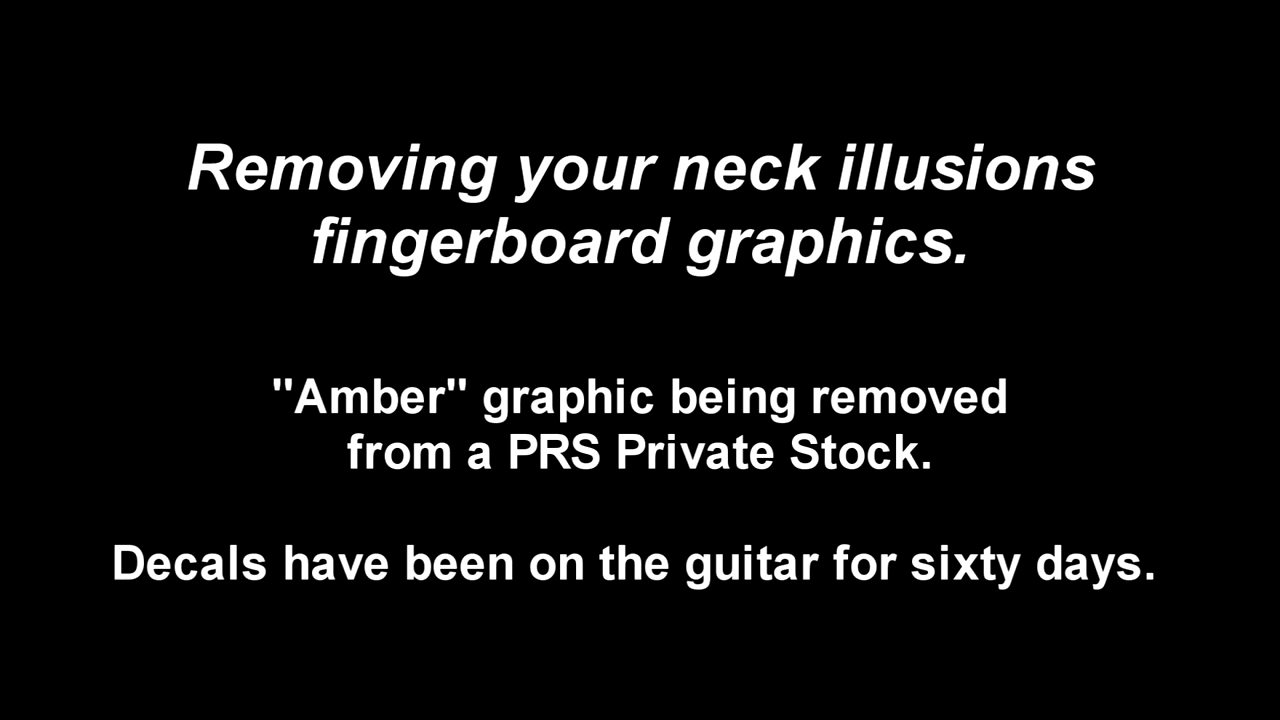 Removing your neck illusions
fingerboard graphics.
"Amber" graphic being removed
from a PRS Private Stock.
Decals have been on the guitar for sixty days.